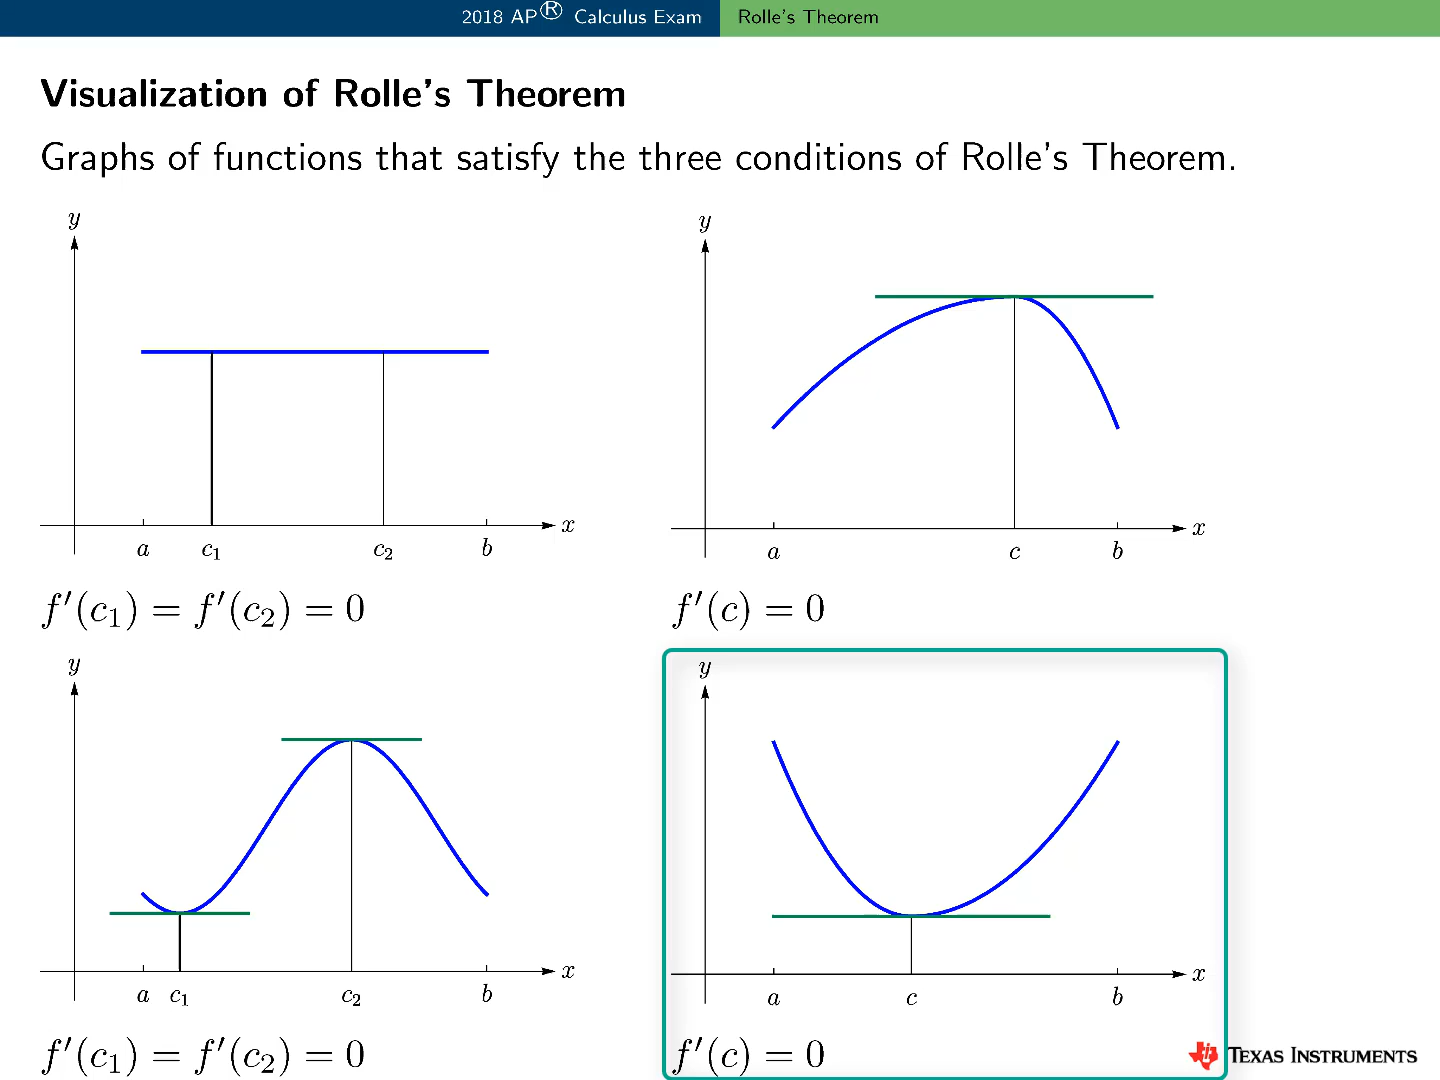 2018 AP® Calculus Exam
Rolle's Theorem
Visualization of Rolle's Theorem
Graphs of functions that satisfy the three conditions of Rolle's Theorem.
y
x
a c₁ c₂ b
f′(c₁) = f′(c₂) = 0
y
x
a c b
f′(c) = 0
y
x
a c₁ c₂ b
f′(c₁) = f′(c₂) = 0
y
x
a c b
f′(c) = 0
TEXAS INSTRUMENTS